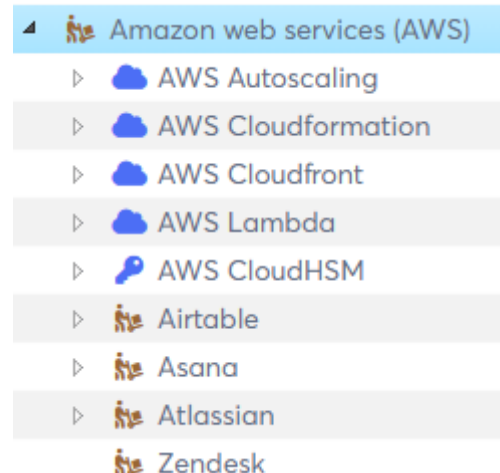 Amazon web services (AWS)
AWS Autoscaling
AWS Cloudformation
AWS Cloudfront
AWS Lambda
AWS CloudHSM
Airtable
Asana
Atlassian
Zendesk